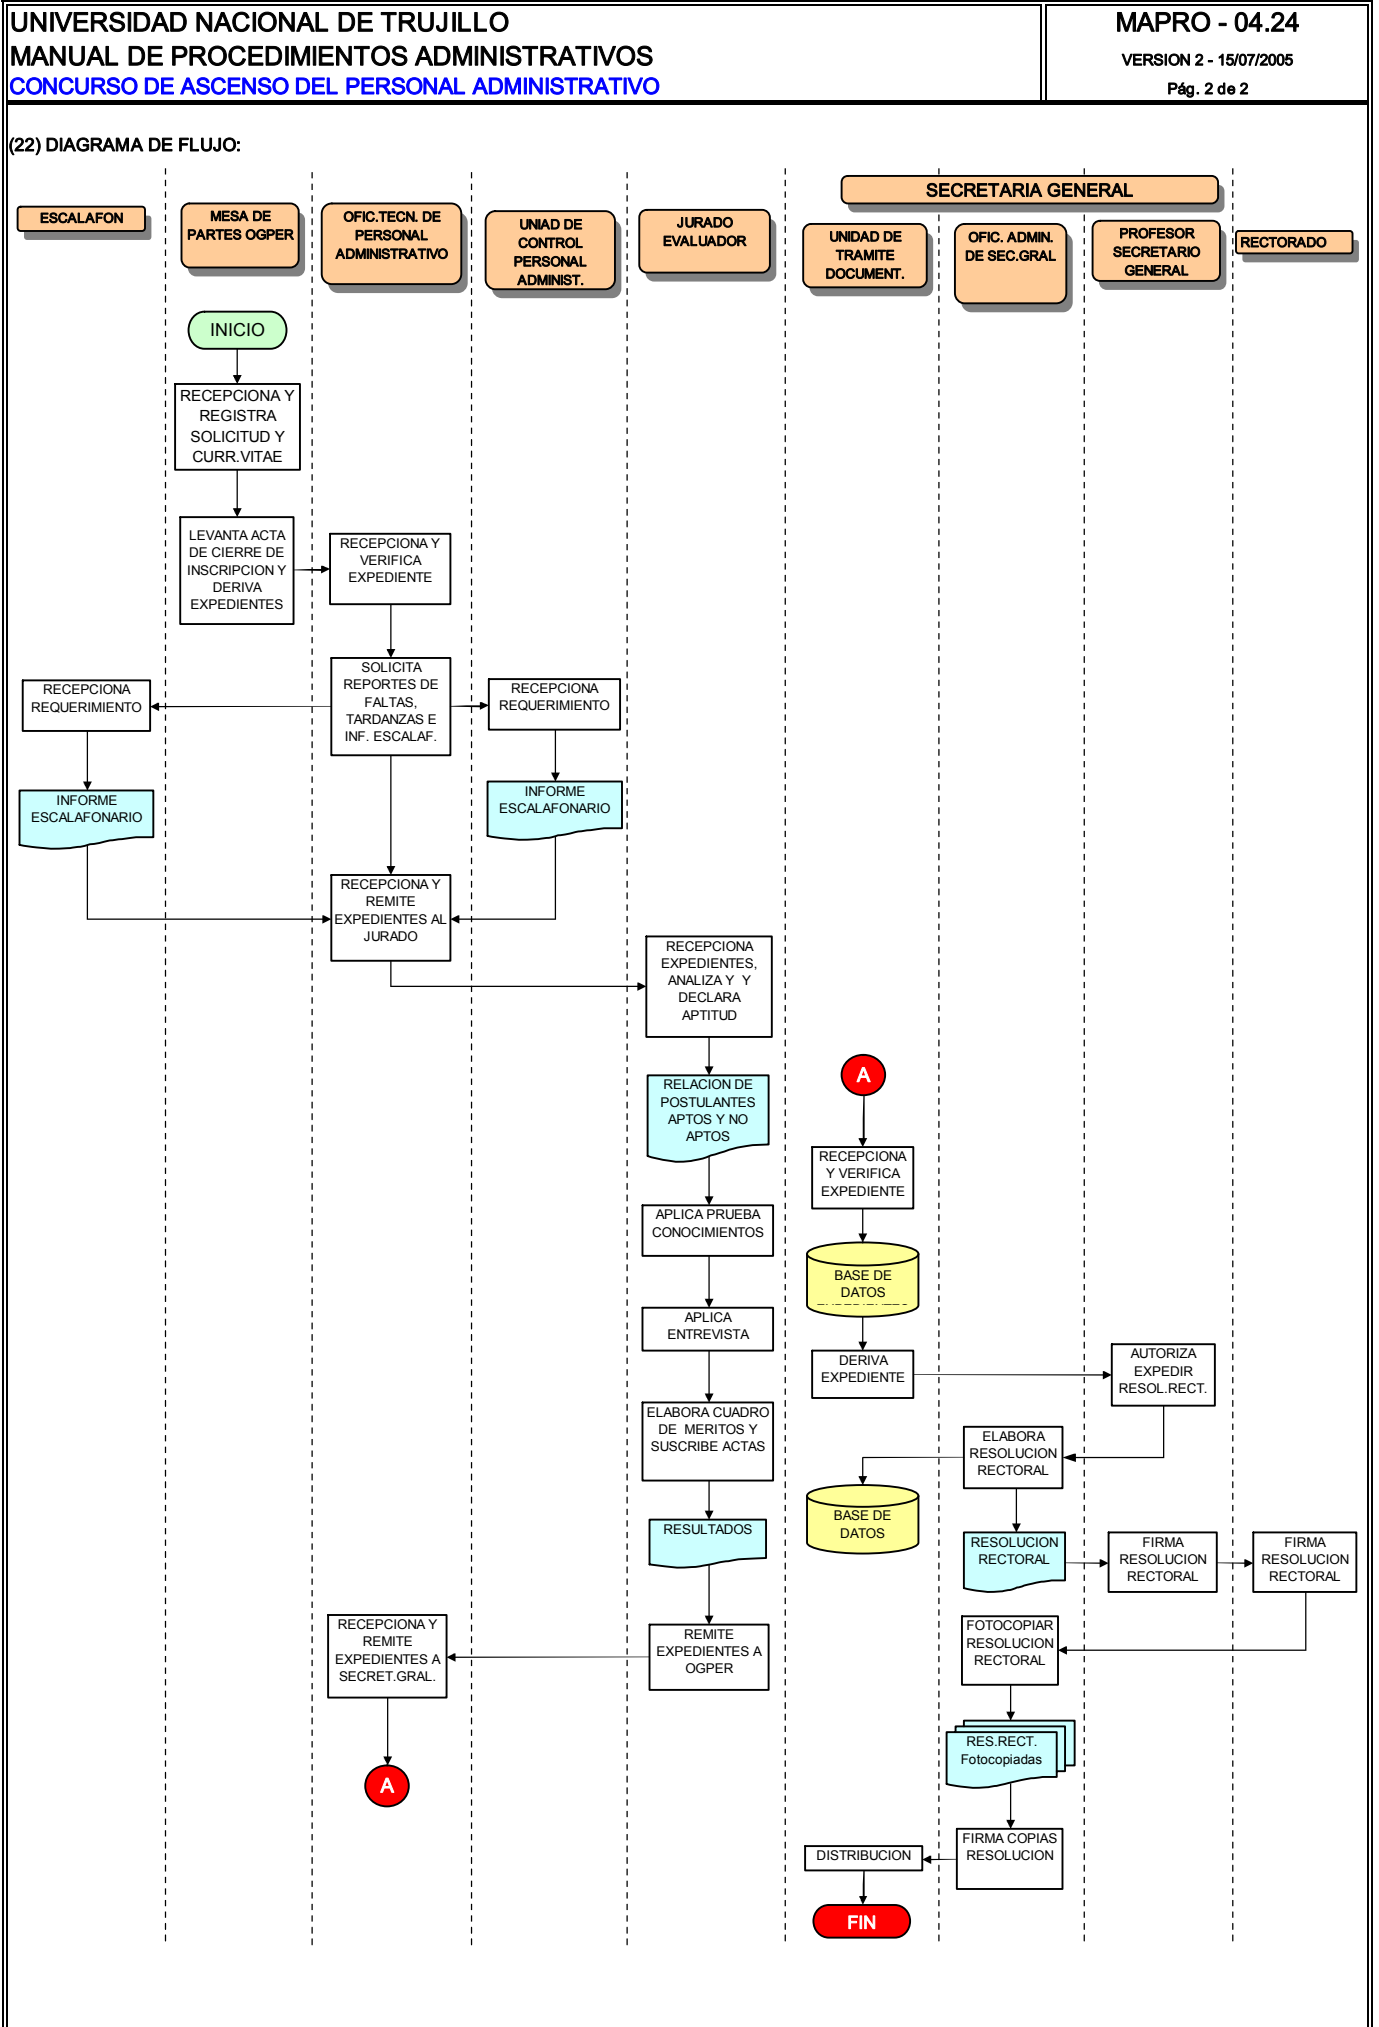 UNIVERSIDAD NACIONAL DE TRUJILLO
MANUAL DE PROCEDIMIENTOS ADMINISTRATIVOS
CONCURSO DE ASCENSO DEL PERSONAL ADMINISTRATIVO
MAPRO - 04.24
VERSION 2 - 15/07/2005
Pág. 2 de 2
(22) DIAGRAMA DE FLUJO:
SECRETARIA GENERAL
ESCALAFON
MESA DE
PARTES OGPER
OFIC.TECN. DE
PERSONAL
ADMINISTRATIVO
UNIAD DE
CONTROL
PERSONAL
ADMINIST.
JURADO
EVALUADOR
UNIDAD DE
TRAMITE
DOCUMENT.
OFIC. ADMIN.
DE SEC.GRAL
PROFESOR
SECRETARIO
GENERAL
RECTORADO
INICIO
RECEPCIONA Y
REGISTRA
SOLICITUD Y
CURR.VITAE
LEVANTA ACTA
DE CIERRE DE
INSCRIPCION Y
DERIVA
EXPEDIENTES
RECEPCIONA Y
VERIFICA
EXPEDIENTE
SOLICITA
REPORTES DE
FALTAS,
TARDANZAS E
INF. ESCALAF.
RECEPCIONA
REQUERIMIENTO
RECEPCIONA
REQUERIMIENTO
INFORME
ESCALAFONARIO
INFORME
ESCALAFONARIO
RECEPCIONA Y
REMITE
EXPEDIENTES AL
JURADO
RECEPCIONA
EXPEDIENTES,
ANALIZA Y  Y
DECLARA
APTITUD
RELACION DE
POSTULANTES
APTOS Y NO
APTOS
APLICA PRUEBA
CONOCIMIENTOS
APLICA
ENTREVISTA
ELABORA CUADRO
DE  MERITOS Y
SUSCRIBE ACTAS
RESULTADOS
REMITE
EXPEDIENTES A
OGPER
RECEPCIONA Y
REMITE
EXPEDIENTES A
SECRET.GRAL.
A
A
RECEPCIONA
Y VERIFICA
EXPEDIENTE
BASE DE
DATOS
DERIVA
EXPEDIENTE
AUTORIZA
EXPEDIR
RESOL.RECT.
ELABORA
RESOLUCION
RECTORAL
BASE DE
DATOS
RESOLUCION
RECTORAL
FIRMA
RESOLUCION
RECTORAL
FIRMA
RESOLUCION
RECTORAL
FOTOCOPIAR
RESOLUCION
RECTORAL
RES.RECT.
Fotocopiadas
FIRMA COPIAS
RESOLUCION
DISTRIBUCION
FIN